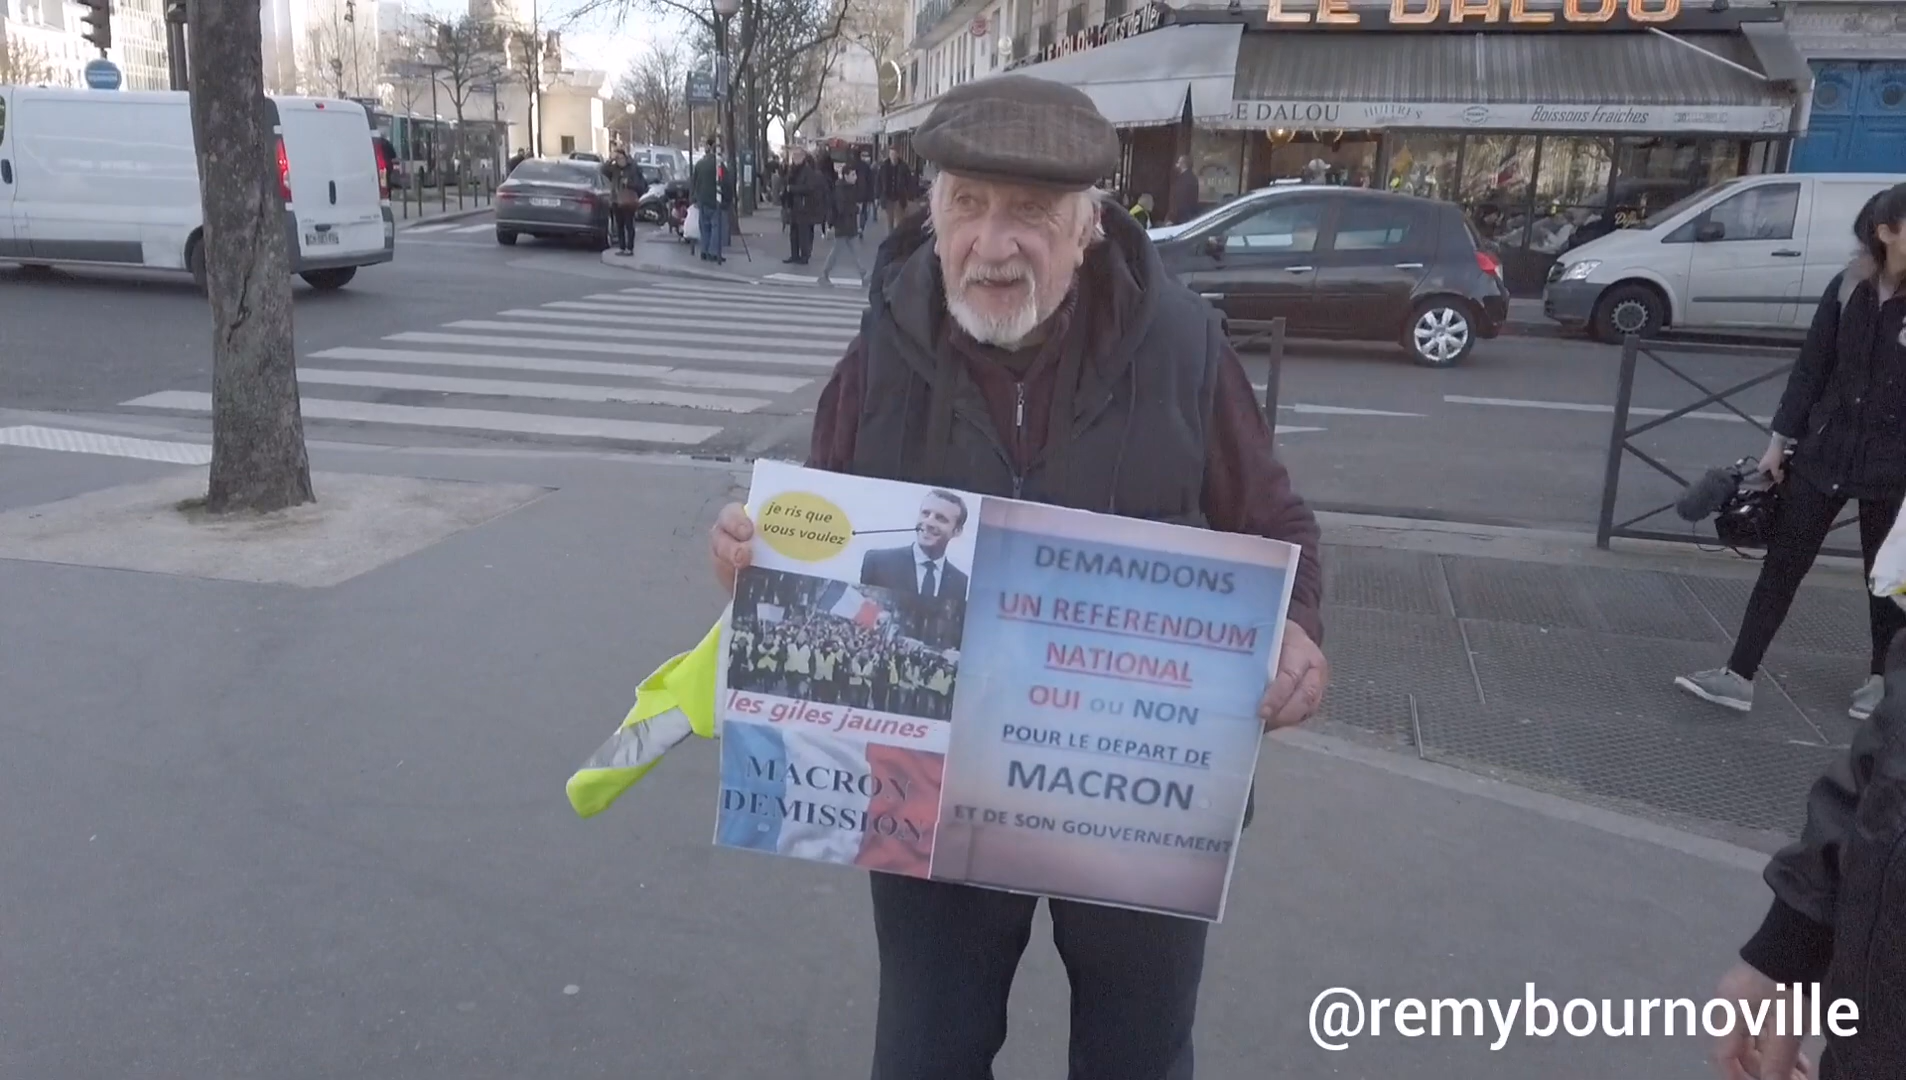 LE DALOU
LE DALOU
HUITRES
Boissons Fraîches
je ris que
vous voulez
les giles jaunes
MACRON
DEMISSION
DEMANDONS
UN REFERENDUM
NATIONAL
OUI ou NON
POUR LE DEPART DE
MACRON
ET DE SON GOUVERNEMENT
@remybournoville